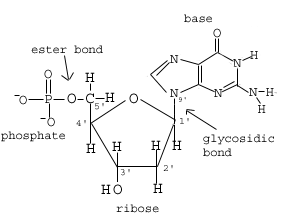 base
O
ester bond
N
N
H
O
H
-O
P
O
C
H
5'
O
N
9'
N
N
H
H
-O
phosphate
4'
1'
glycosidic
bond
H
H
H
H
3'
2'
HO
H
ribose